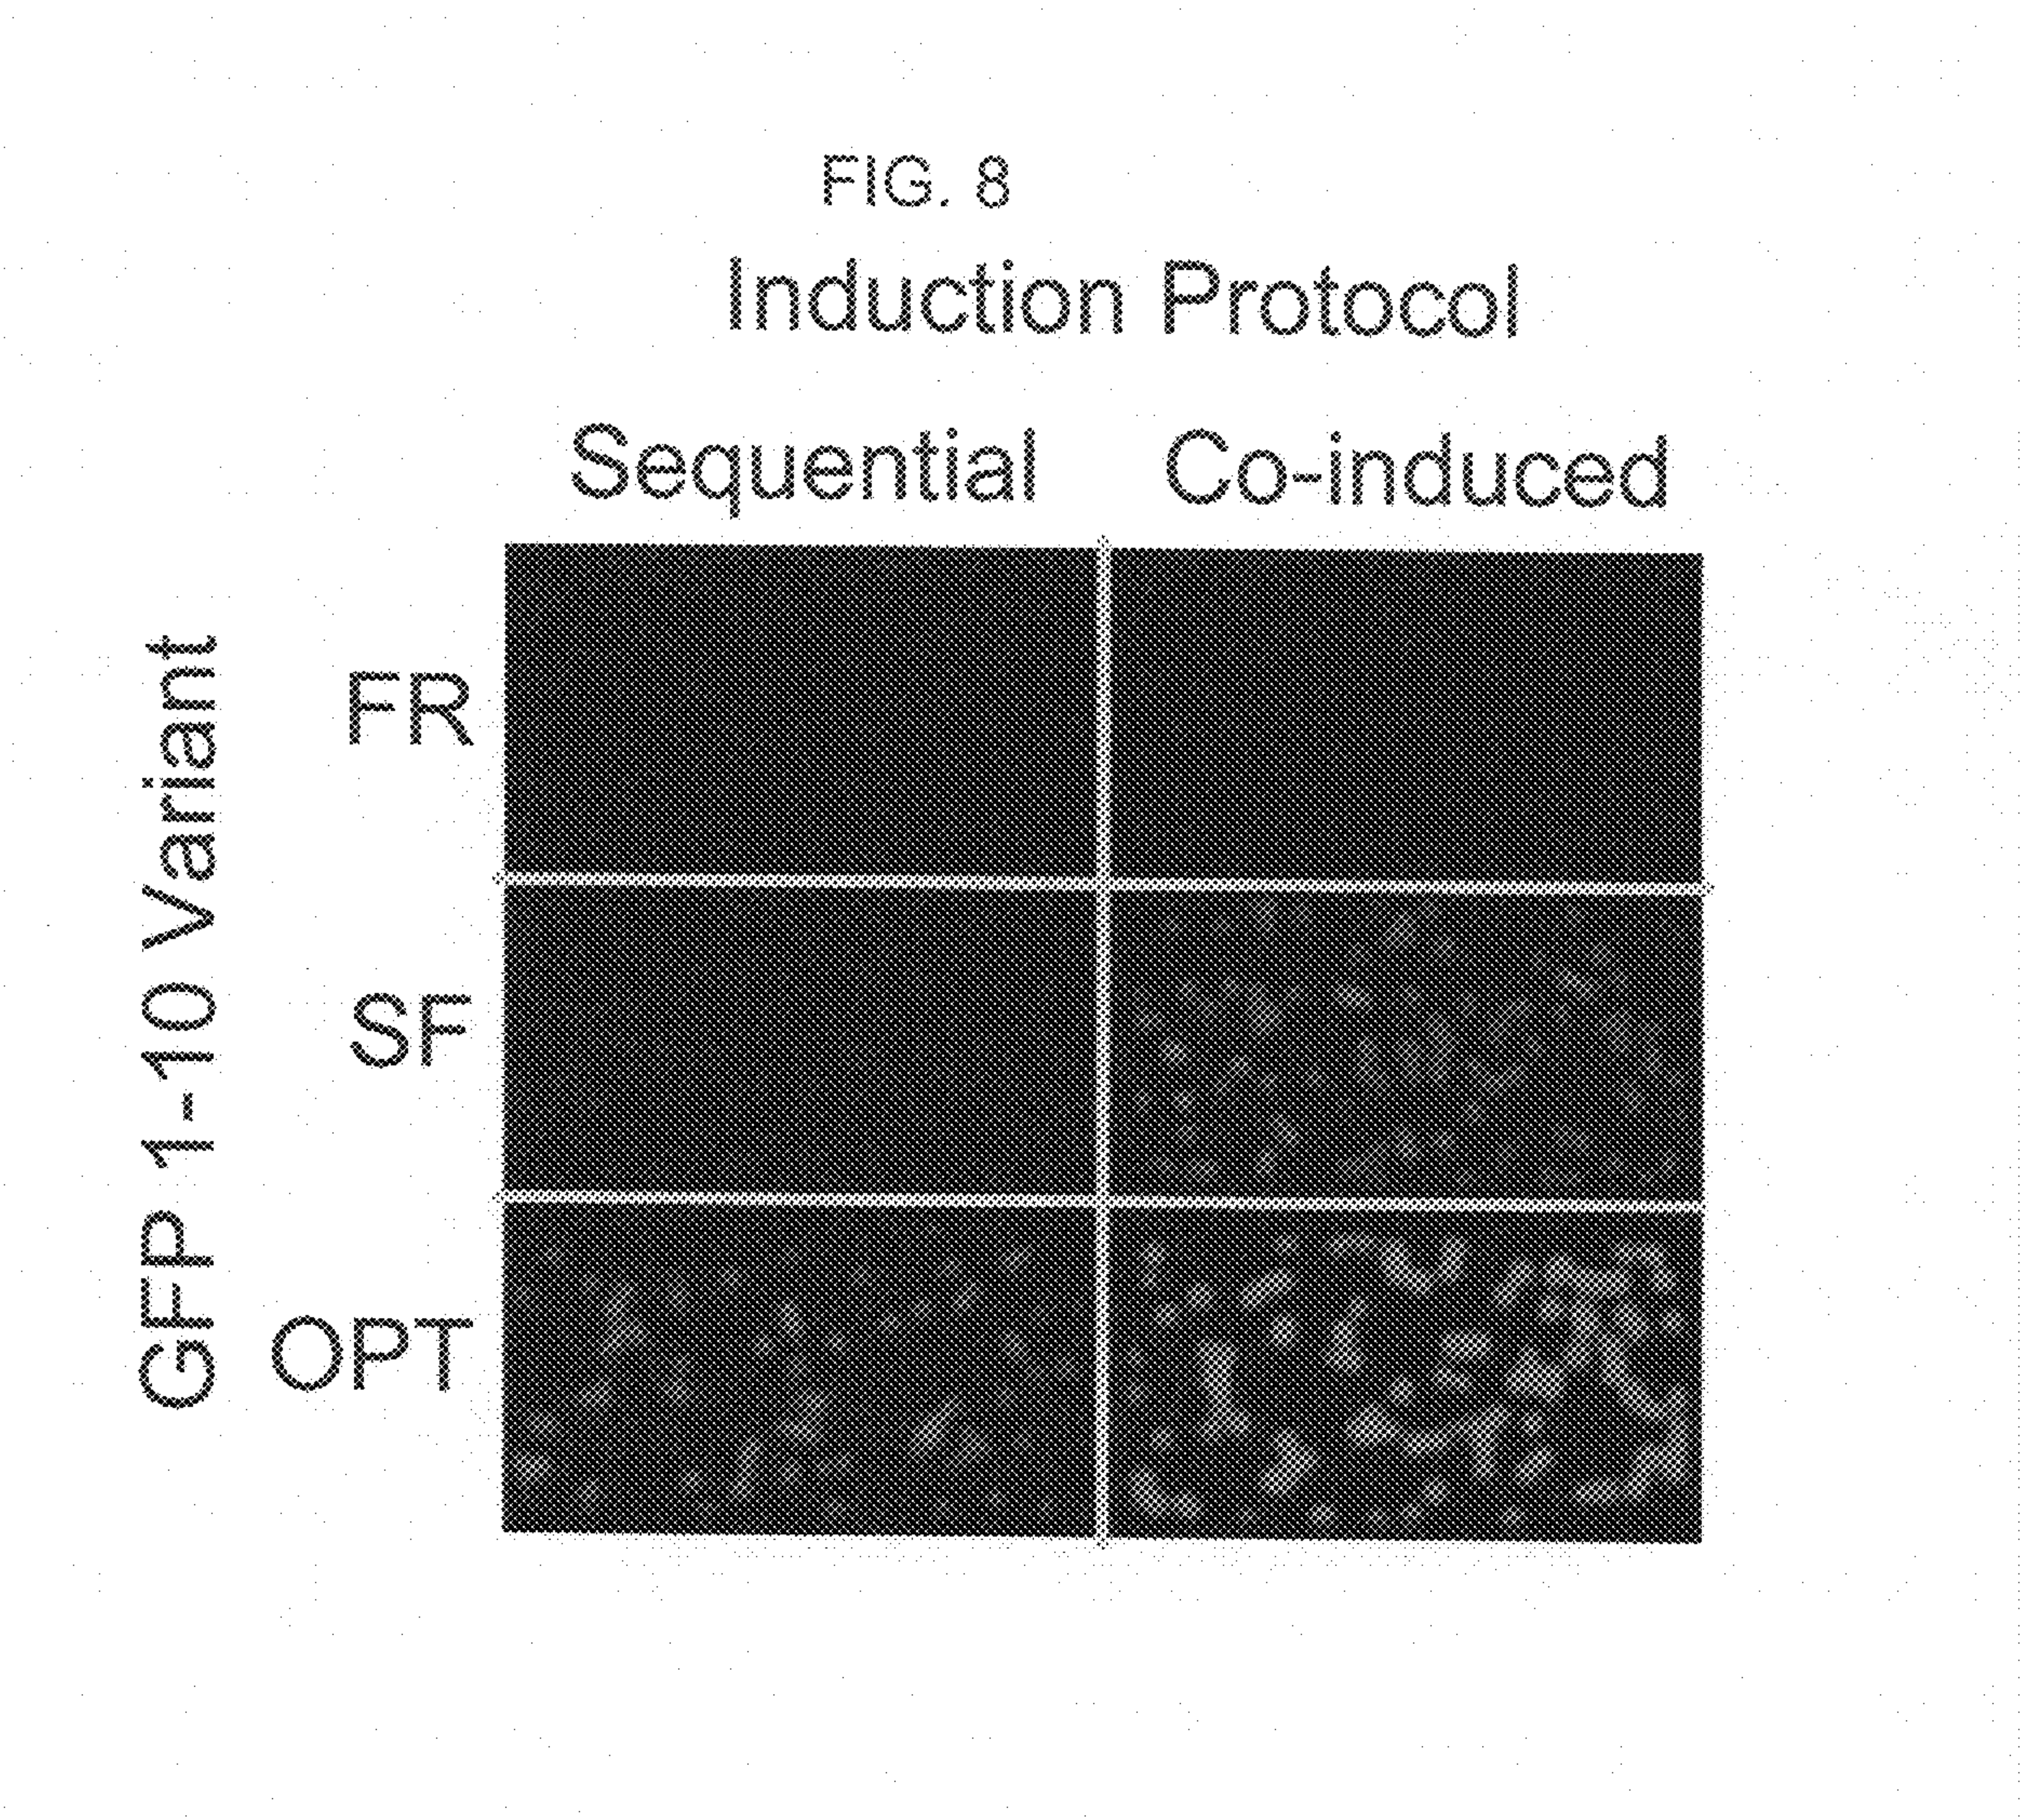 FIG. 8
Induction Protocol
Sequential Co-induced
GFP 1-10 Variant
FR
SF
OPT